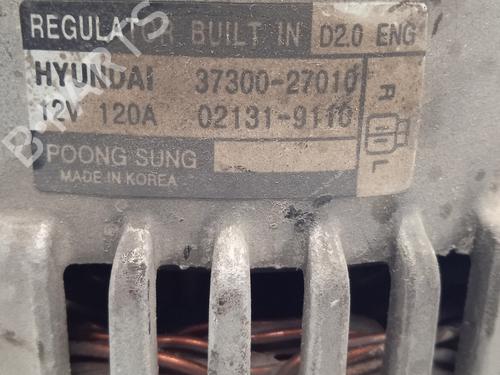 REGULATOR BUILT IN D2.0 ENG
HYUNDAI 37300-27010
12V 120A 02131-9110
R L
POONG SUNG
MADE IN KOREA